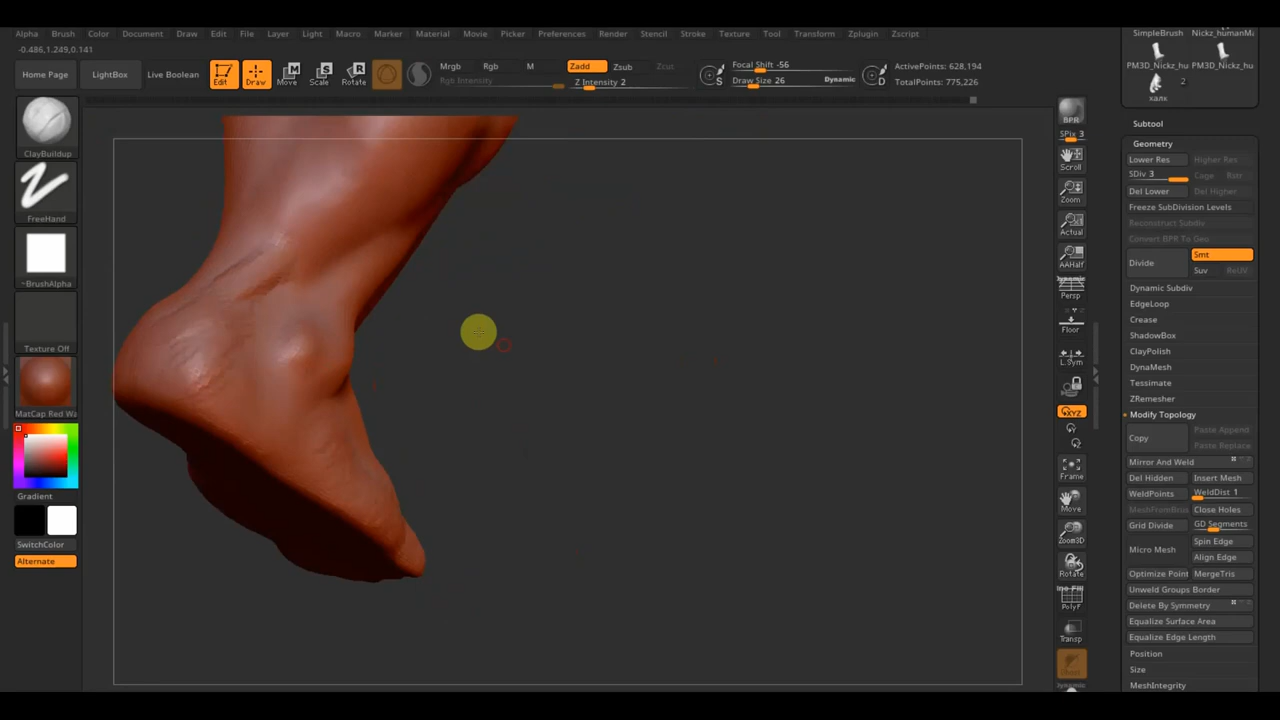 Alpha Brush Color Document Draw Edit File Layer Light Macro Marker Material Movie Picker Preferences Render Stencil Stroke Texture Tool Transform Zplugin Zscript
-0.486,1.249,0.141
Home Page LightBox Live Boolean Edit Draw Move Scale Rotate
Mrgb Rgb M Zadd Zsub Zcut
Rgb Intensity Z Intensity 2
Focal Shift -56
Draw Size 26 Dynamic
S D
ActivePoints: 628,194
TotalPoints: 775,226
ClayBuildup
FreeHand
~BrushAlpha
Texture Off
MatCap Red Wa
Gradient
SwitchColor
Alternate
BPR
SPix 3
Scroll
Zoom
Actual
AAHalf
Dynamic
Persp
Floor
L.Sym
XYZ
Y
Z
Frame
Move
Zoom3D
Rotate
PolyF
Transp
Dynamic
SimpleBrush Nickz_humanMa
PM3D_Nickz_hu PM3D_Nickz_hu
2
капк
Subtool
Geometry
Lower Res Higher Res
SDiv 3 Cage Rstr
Del Lower Del Higher
Freeze SubDivision Levels
Reconstruct Subdiv
Convert BPR To Geo
Divide Smt
Suv ReUV
Dynamic Subdiv
EdgeLoop
Crease
ShadowBox
ClayPolish
DynaMesh
Tessimate
ZRemesher
Modify Topology
Copy Paste Append
Paste Replace
Mirror And Weld
Del Hidden Insert Mesh
WeldPoints WeldDist 1
MeshFromBrus Close Holes
Grid Divide GD Segments
Micro Mesh Spin Edge
Align Edge
Optimize Point MergeTris
Unweld Groups Border
Delete By Symmetry
Equalize Surface Area
Equalize Edge Length
Position
Size
MeshIntegrity